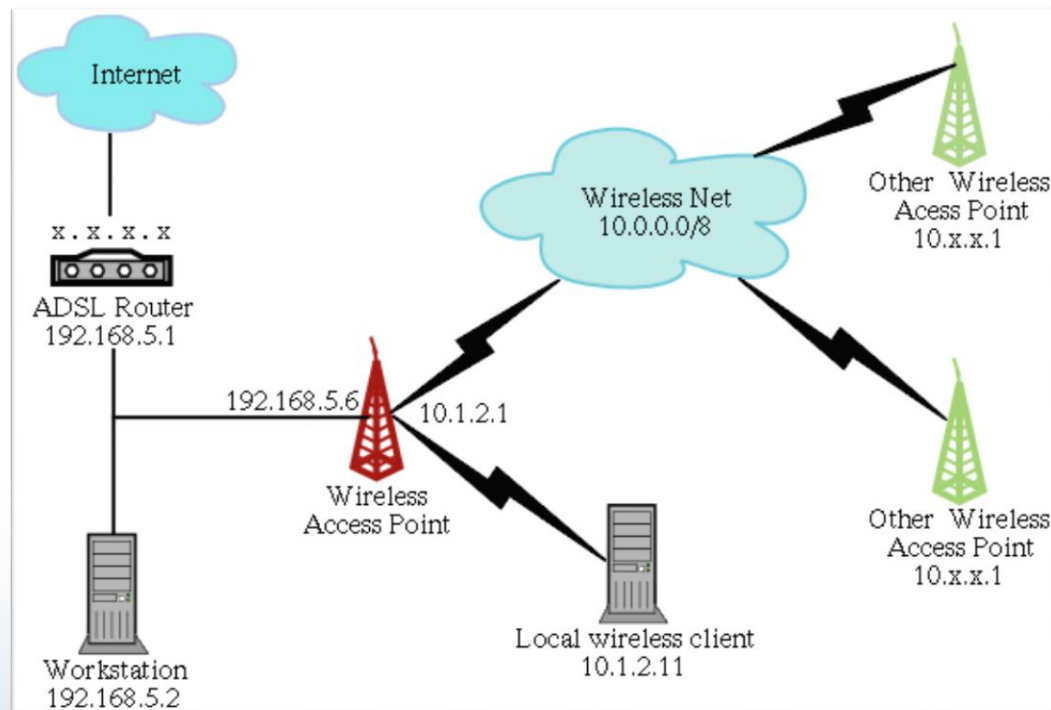 Internet
x.x.x.x
ADSL Router
192.168.5.1
192.168.5.6
10.1.2.1
Wireless
Access Point
Workstation
192.168.5.2
Local wireless client
10.1.2.11
Wireless Net
10.0.0.0/8
Other Wireless
Acess Point
10.x.x.1
Other Wireless
Access Point
10.x.x.1